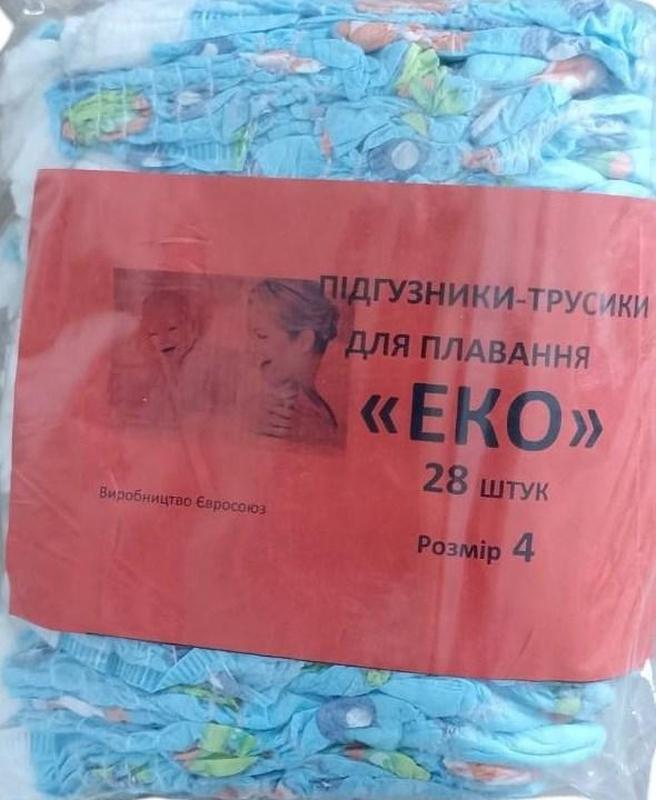 ПІДГУЗНИКИ-ТРУСИКИ
ДЛЯ ПЛАВАННЯ
«ЕКО»
28 ШТУК
Розмір 4
Виробництво Євросоюз